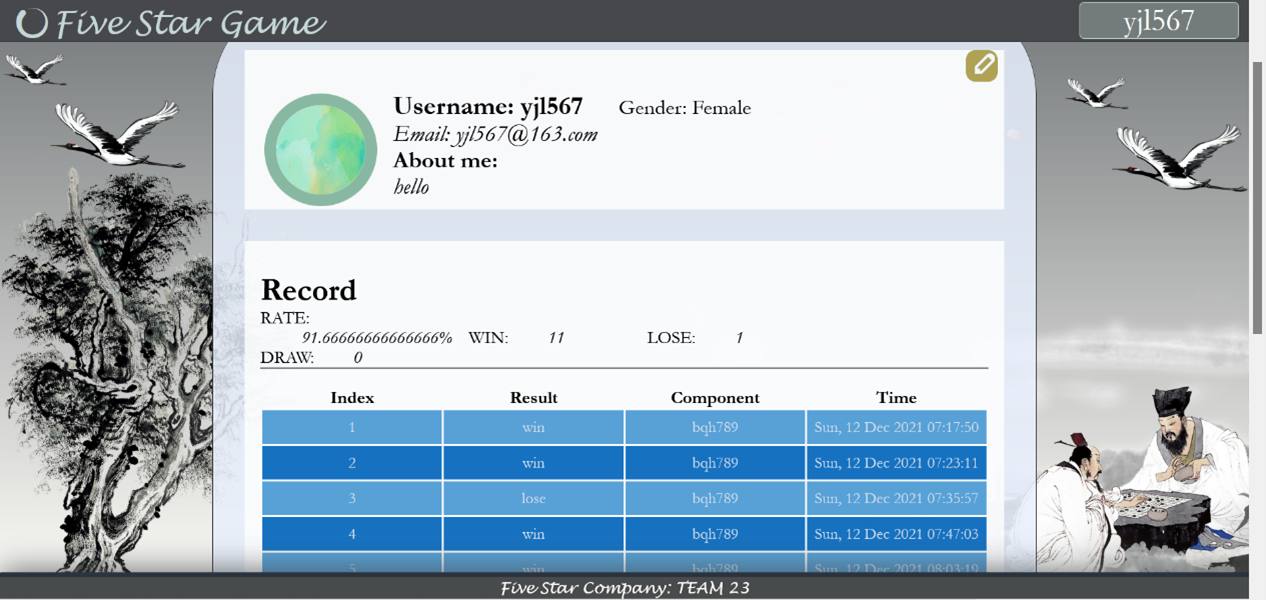 Five Star Game
yjl567
Username: yjl567 Gender: Female
Email: yjl567@163.com
About me:
hello
Record
RATE:
91.66666666666666% WIN: 11 LOSE: 1
DRAW: 0
Index Result Component Time
1 win bqh789 Sun, 12 Dec 2021 07:17:50
2 win bqh789 Sun, 12 Dec 2021 07:23:11
3 lose bqh789 Sun, 12 Dec 2021 07:35:57
4 win bqh789 Sun, 12 Dec 2021 07:47:03
5 win bqh789 Sun, 12 Dec 2021 08:03:19
Five Star Company: TEAM 23